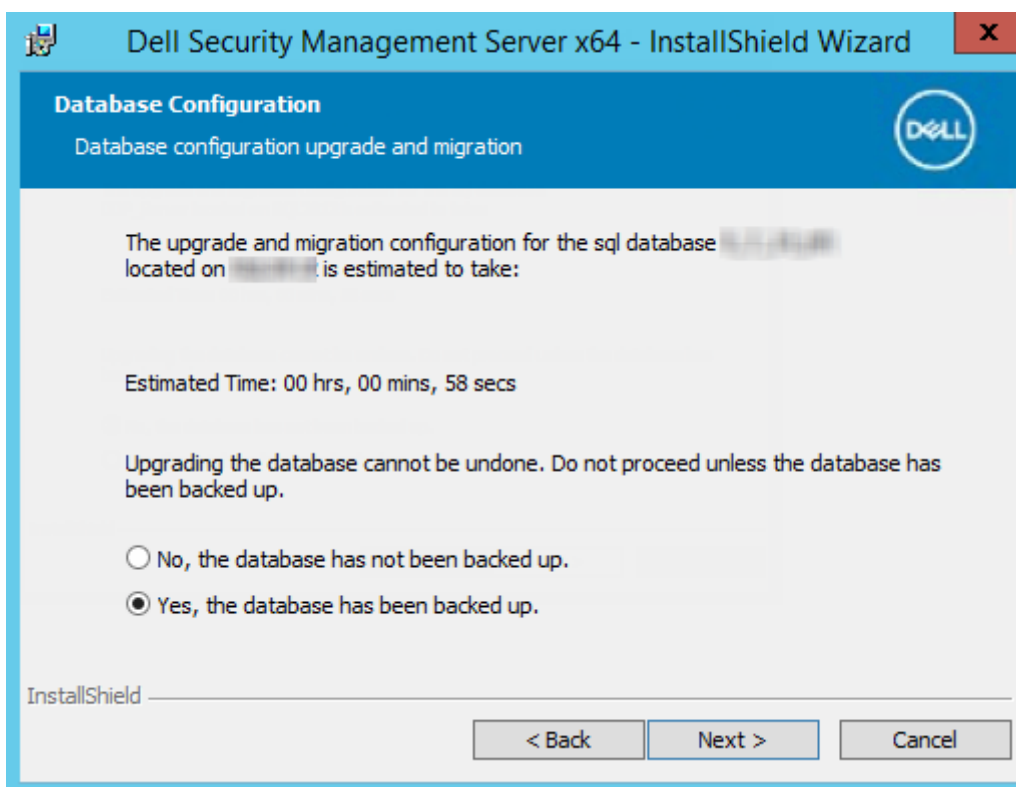 Dell Security Management Server x64 - InstallShield Wizard
x
Database Configuration
Database configuration upgrade and migration
DELL
The upgrade and migration configuration for the sql database
located on is estimated to take:
Estimated Time: 00 hrs, 00 mins, 58 secs
Upgrading the database cannot be undone. Do not proceed unless the database has
been backed up.
No, the database has not been backed up.
Yes, the database has been backed up.
InstallShield
< Back
Next >
Cancel